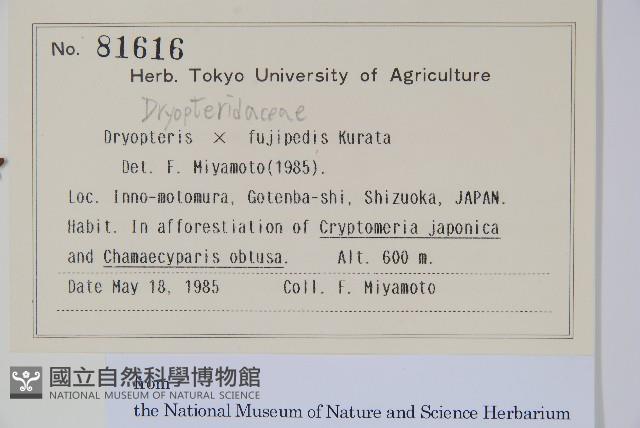 No. 81616
Herb. Tokyo University of Agriculture
Dryopteridaceae
Dryopteris × fujipedis Kurata
Det. F. Miyamoto(1985).
Loc. Inno-motomura, Gotenba-shi, Shizuoka, JAPAN.
Habit. In afforestiation of Cryptomeria japonica
and Chamaecyparis obtusa. Alt. 600 m.
Date May 18, 1985 Coll. F. Miyamoto
國立自然科學博物館
NATIONAL MUSEUM OF NATURAL SCIENCE
from
the National Museum of Nature and Science Herbarium